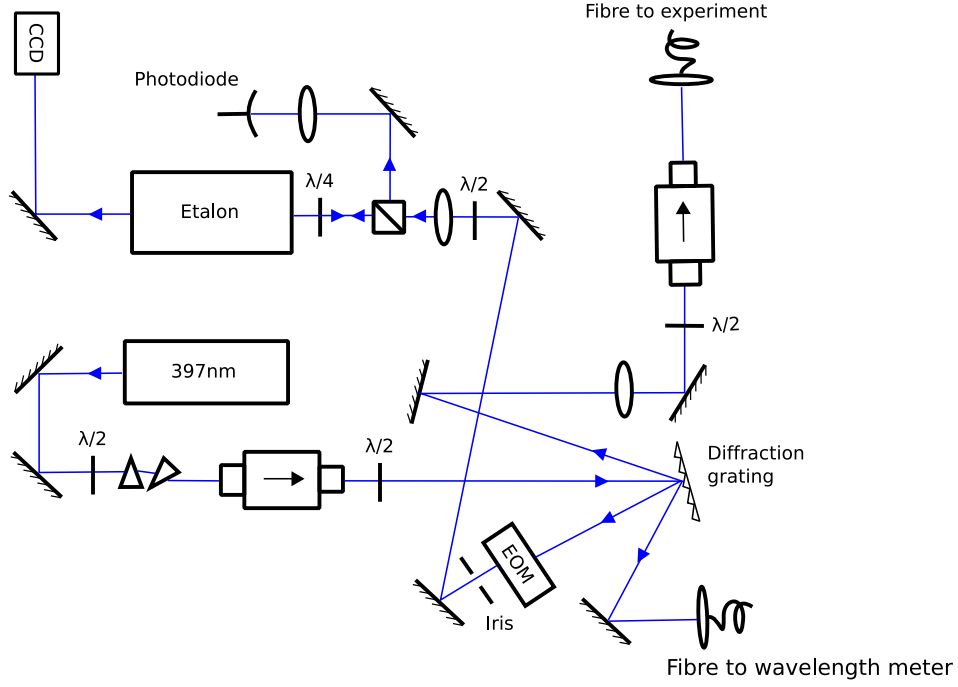 Fibre to experiment
CCD
Photodiode
λ/4
λ/2
Etalon
λ/2
397nm
λ/2
λ/2
Diffraction
grating
EOM
Iris
Fibre to wavelength meter